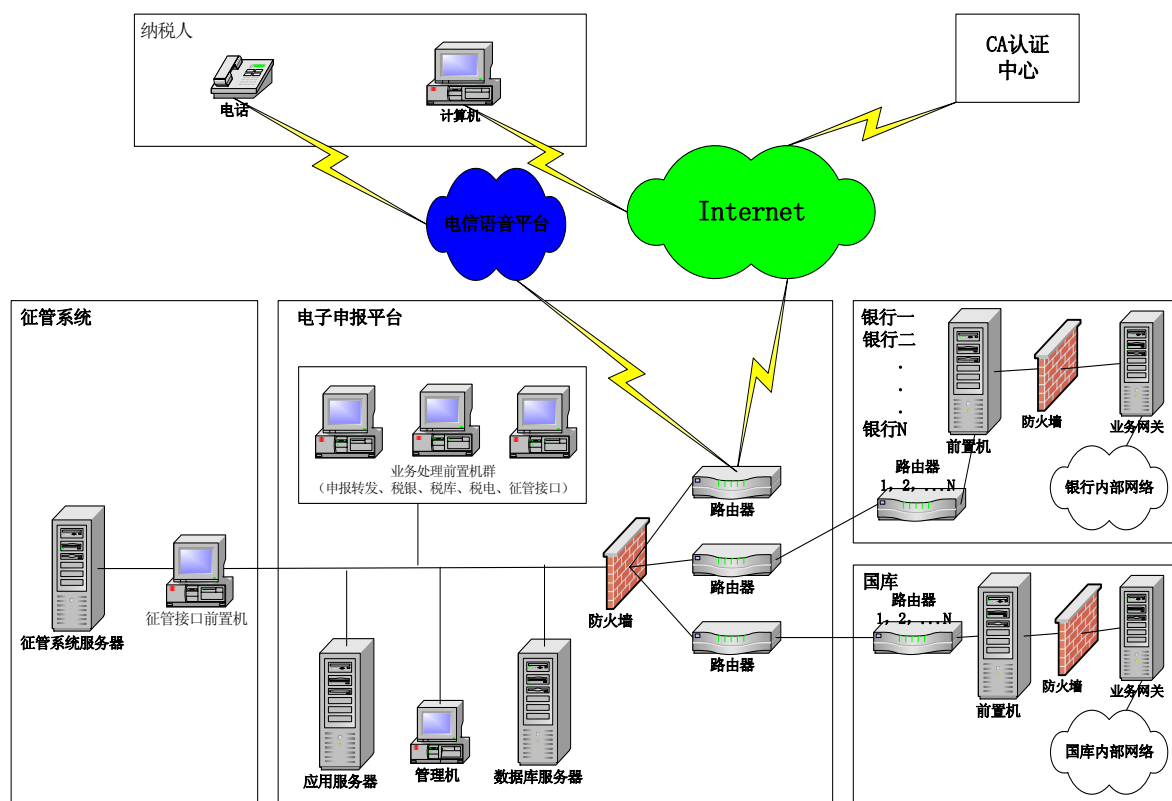 纳税人
电话
计算机
CA认证
中心
电信语音平台
Internet
征管系统
征管系统服务器
征管接口前置机
电子申报平台
业务处理前置机群
(申报转发、税银、税库、税电、征管接口)
应用服务器
管理机
数据库服务器
防火墙
路由器
路由器
路由器
银行一
银行二
.
.
.
银行N
路由器
1, 2, ...N
前置机
防火墙
业务网关
银行内部网络
国库
路由器
1, 2, ...N
前置机
防火墙
业务网关
国库内部网络